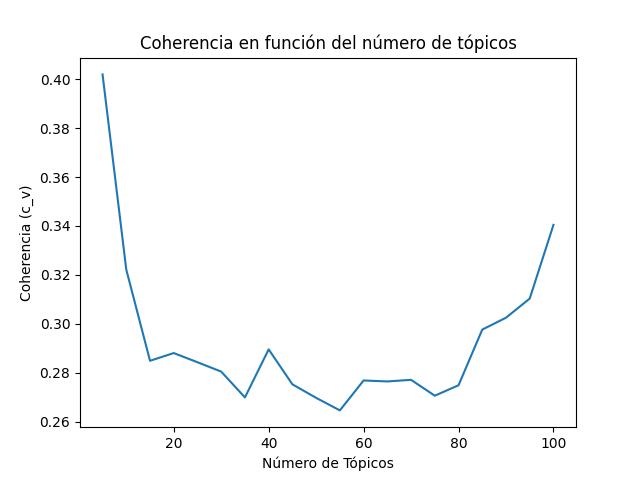 Coherencia en función del número de tópicos
Coherencia (c_v)
0.40
0.38
0.36
0.34
0.32
0.30
0.28
0.26
20 40 60 80 100
Número de Tópicos